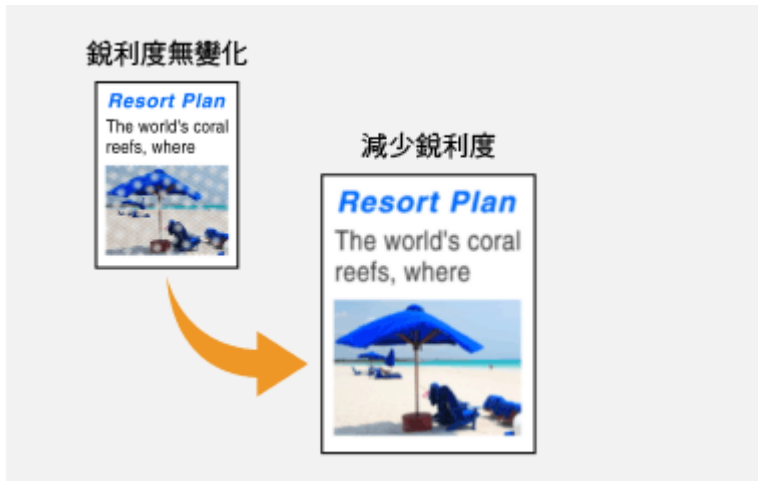 銳利度無變化
Resort Plan
The world's coral
reefs, where
減少銳利度
Resort Plan
The world's coral
reefs, where